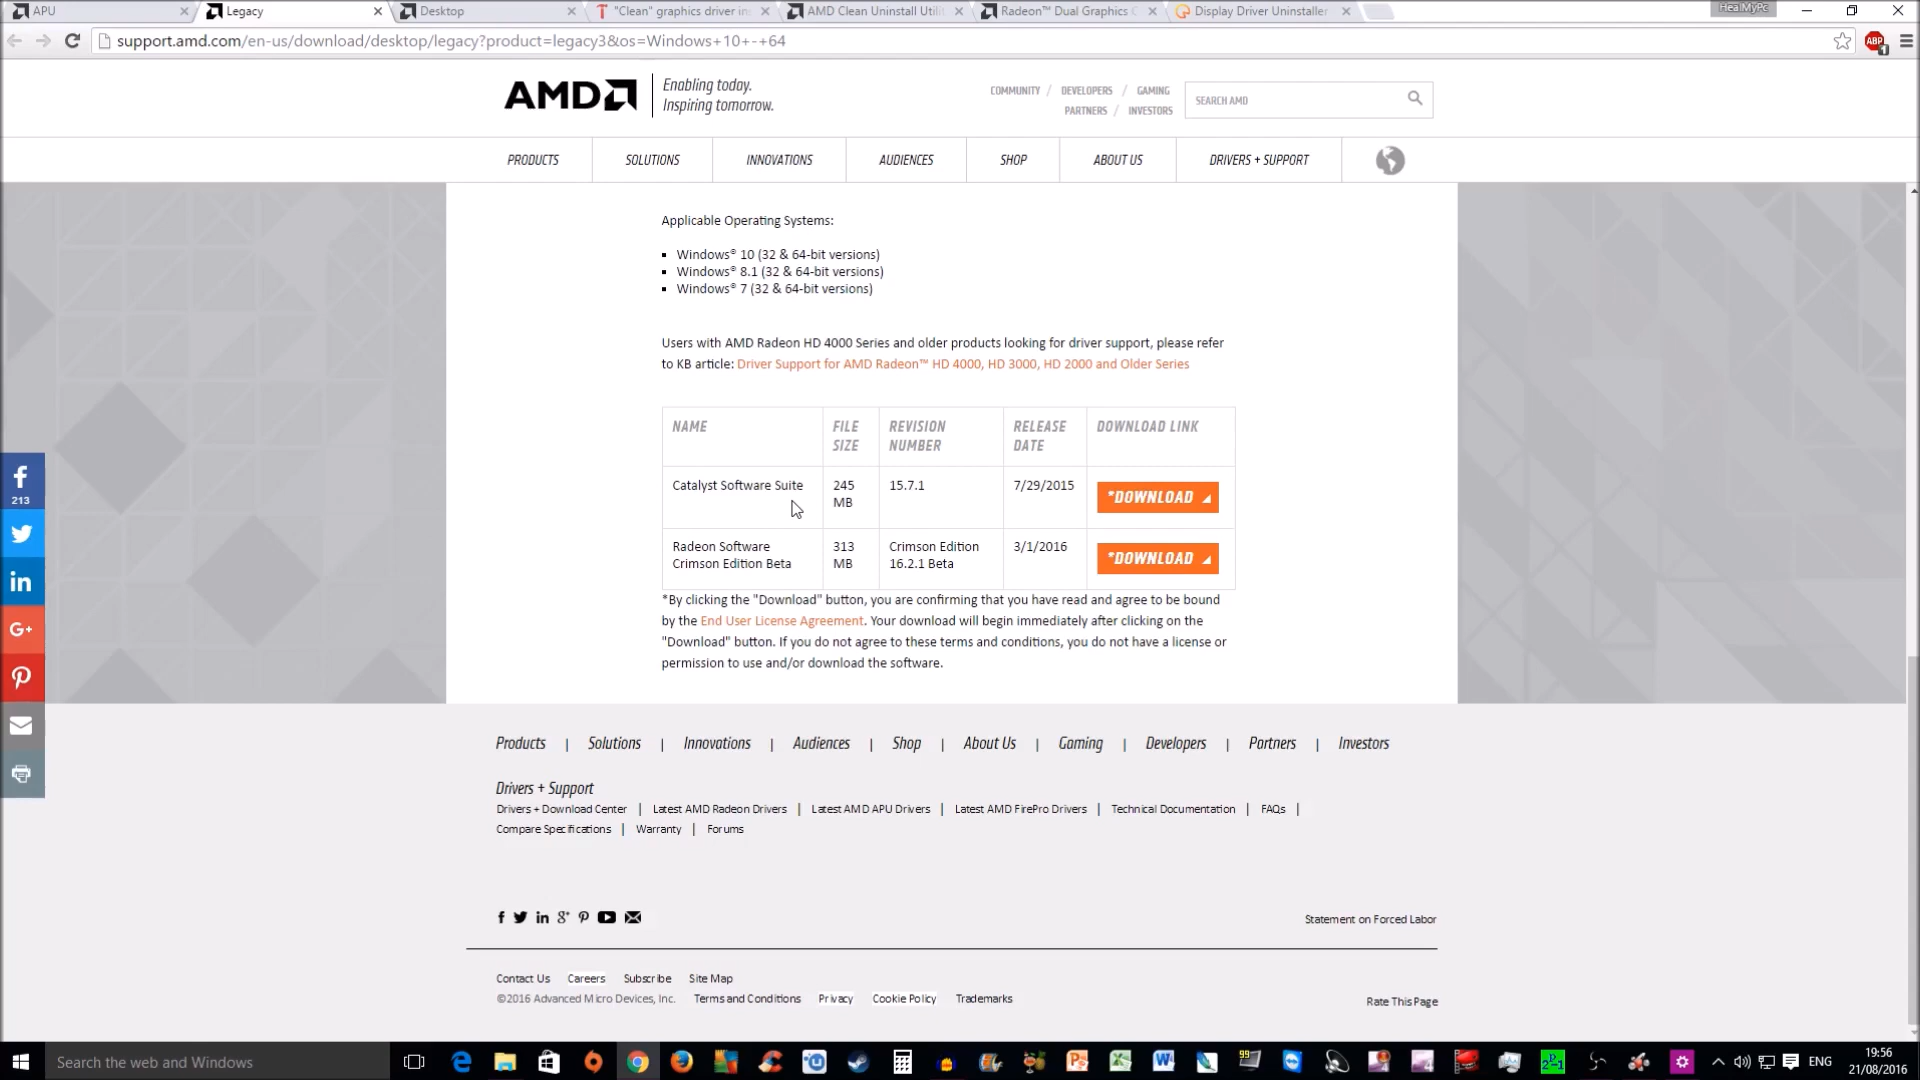 APU
Legacy
Desktop
"Clean" graphics driver in
AMD Clean Uninstall Util
Radeon™ Dual Graphics
Display Driver Uninstaller
HealMyPc
support.amd.com/en-us/download/desktop/legacy?product=legacy3&os=Windows+10+-+64
ABP
1
AMD
Enabling today.
Inspiring tomorrow.
COMMUNITY / DEVELOPERS / GAMING
PARTNERS / INVESTORS
SEARCH AMD
PRODUCTS
SOLUTIONS
INNOVATIONS
AUDIENCES
SHOP
ABOUT US
DRIVERS + SUPPORT
Applicable Operating Systems:
Windows® 10 (32 & 64-bit versions)
Windows® 8.1 (32 & 64-bit versions)
Windows® 7 (32 & 64-bit versions)
Users with AMD Radeon HD 4000 Series and older products looking for driver support, please refer
to KB article: Driver Support for AMD Radeon™ HD 4000, HD 3000, HD 2000 and Older Series
NAME
FILE
SIZE
REVISION
NUMBER
RELEASE
DATE
DOWNLOAD LINK
Catalyst Software Suite
245
MB
15.7.1
7/29/2015
*DOWNLOAD
Radeon Software
Crimson Edition Beta
313
MB
Crimson Edition
16.2.1 Beta
3/1/2016
*DOWNLOAD
*By clicking the "Download" button, you are confirming that you have read and agree to be bound
by the End User License Agreement. Your download will begin immediately after clicking on the
"Download" button. If you do not agree to these terms and conditions, you do not have a license or
permission to use and/or download the software.
f
213
in
G+
Products | Solutions | Innovations | Audiences | Shop | About Us | Gaming | Developers | Partners | Investors
Drivers + Support
Drivers + Download Center | Latest AMD Radeon Drivers | Latest AMD APU Drivers | Latest AMD FirePro Drivers | Technical Documentation | FAQs |
Compare Specifications | Warranty | Forums
Statement on Forced Labor
Contact Us Careers Subscribe Site Map
©2016 Advanced Micro Devices, Inc. Terms and Conditions Privacy Cookie Policy Trademarks
Rate This Page
Search the web and Windows
99
ENG
19:56
21/08/2016